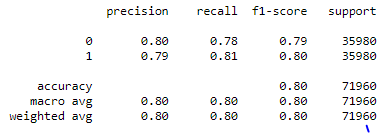 precision recall f1-score support
0 0.80 0.78 0.79 35980
1 0.79 0.81 0.80 35980
accuracy 0.80 71960
macro avg 0.80 0.80 0.80 71960
weighted avg 0.80 0.80 0.80 71960